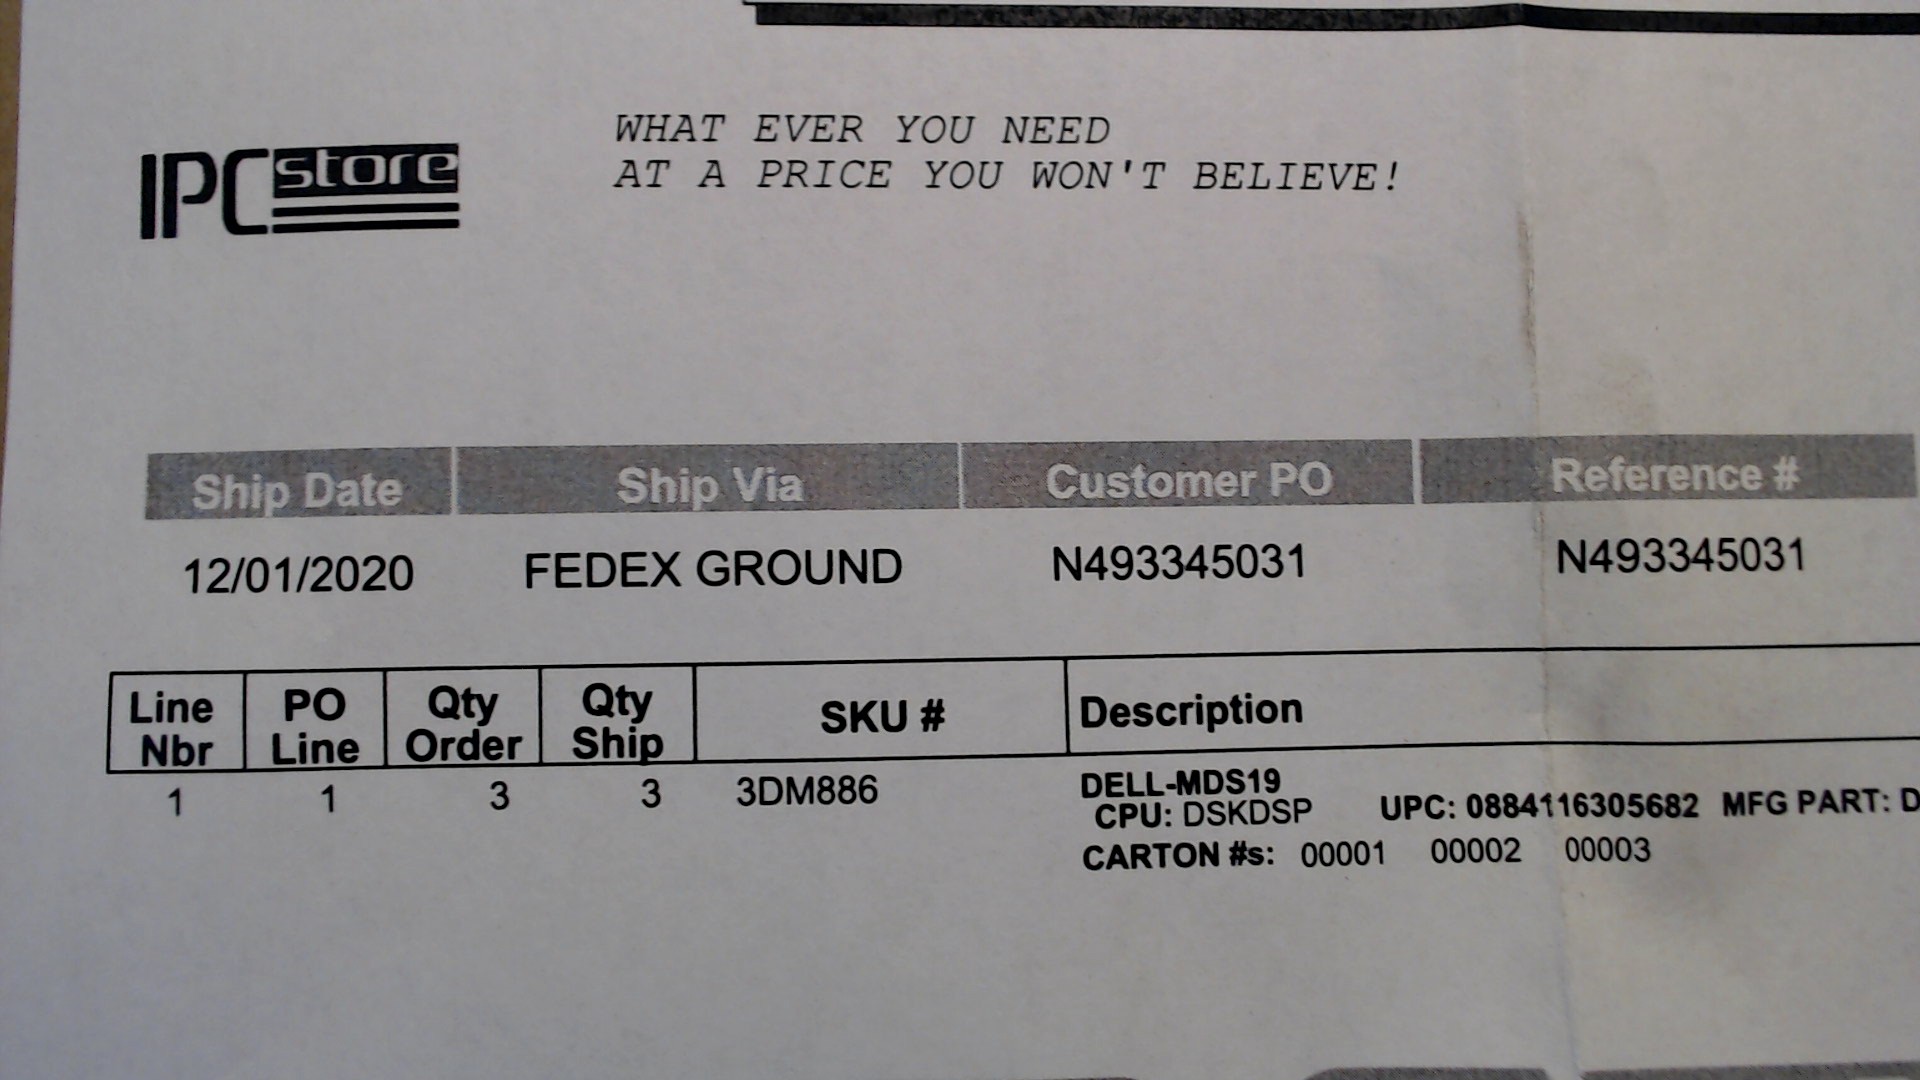 IPC store
WHAT EVER YOU NEED
AT A PRICE YOU WON'T BELIEVE!
Ship Date Ship Via Customer PO Reference #
12/01/2020 FEDEX GROUND N493345031 N493345031
Line Nbr PO Line Qty Order Qty Ship SKU # Description
1 1 3 3 3DM886 DELL-MDS19
CPU: DSKDSP UPC: 0884116305682 MFG PART: D
CARTON #s: 00001 00002 00003